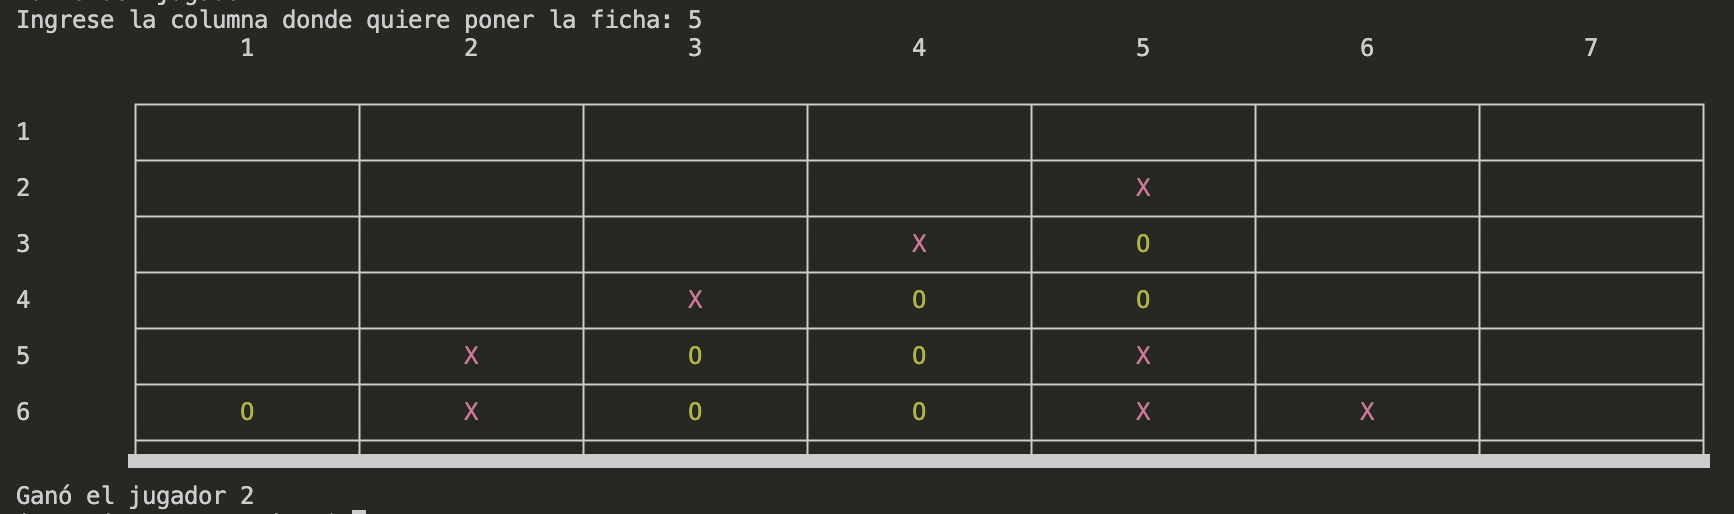 Ingrese la columna donde quiere poner la ficha: 5
1 2 3 4 5 6 7
1
2 X
3 X O
4 X O O
5 X O O X
6 O X O O X X
Ganó el jugador 2